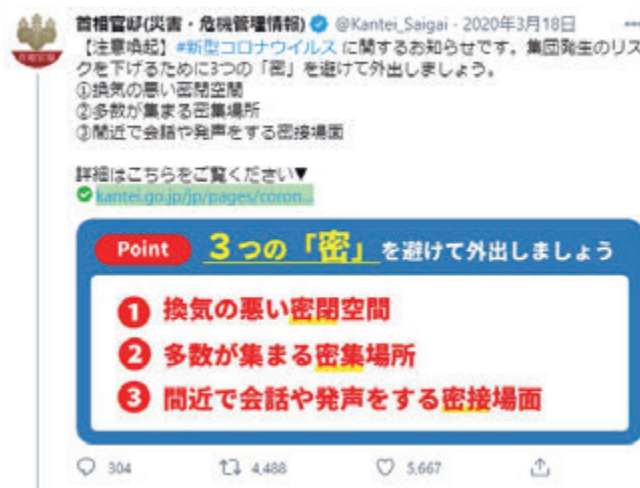 首相官邸(災害・危機管理情報) @Kantei_Saigai · 2020年3月18日
【注意喚起】#新型コロナウイルス に関するお知らせです。集団発生のリス
クを下げるために3つの「密」を避けて外出しましょう。
①換気の悪い密閉空間
②多数が集まる密集場所
③間近で会話や発声をする密接場面
詳細はこちらをご覧ください▼
kantei.go.jp/jp/pages/coron...
Point 3つの「密」を避けて外出しましょう
1 換気の悪い密閉空間
2 多数が集まる密集場所
3 間近で会話や発声をする密接場面
304 4,488 5,667